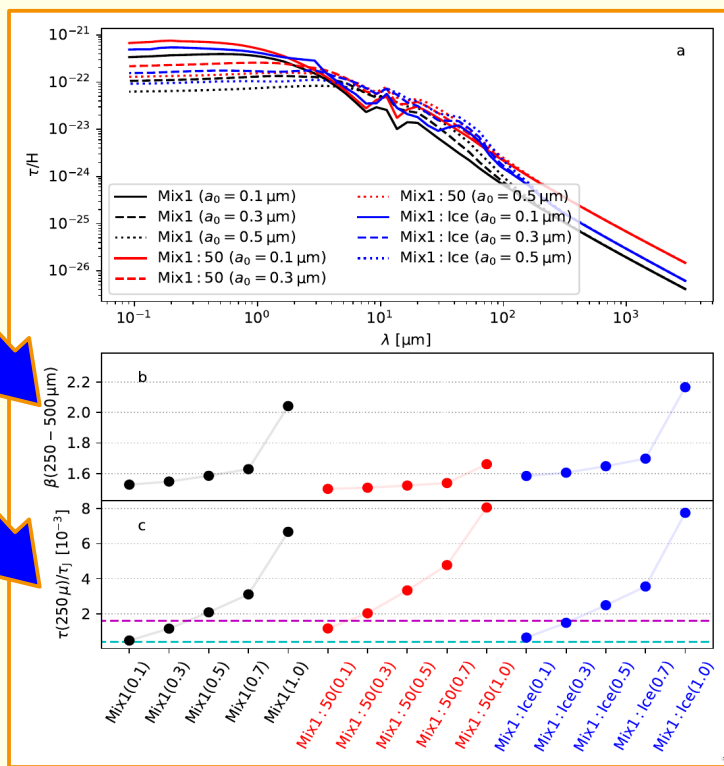 a
10⁻²¹
10⁻²²
10⁻²³
10⁻²⁴
10⁻²⁵
10⁻²⁶
τ/H
Mix1 (a₀ = 0.1 μm)
Mix1 (a₀ = 0.3 μm)
Mix1 (a₀ = 0.5 μm)
Mix1 : 50 (a₀ = 0.1 μm)
Mix1 : 50 (a₀ = 0.3 μm)
Mix1 : 50 (a₀ = 0.5 μm)
Mix1 : Ice (a₀ = 0.1 μm)
Mix1 : Ice (a₀ = 0.3 μm)
Mix1 : Ice (a₀ = 0.5 μm)
10⁻¹ 10⁰ 10¹ 10² 10³
λ [μm]
b
2.2
2.0
1.8
1.6
β(250 − 500 μm)
c
8
6
4
2
τ(250 μ)/τ_J [10⁻³]
Mix1(0.1)
Mix1(0.3)
Mix1(0.5)
Mix1(0.7)
Mix1(1.0)
Mix1 : 50(0.1)
Mix1 : 50(0.3)
Mix1 : 50(0.5)
Mix1 : 50(0.7)
Mix1 : 50(1.0)
Mix1 : Ice(0.1)
Mix1 : Ice(0.3)
Mix1 : Ice(0.5)
Mix1 : Ice(0.7)
Mix1 : Ice(1.0)